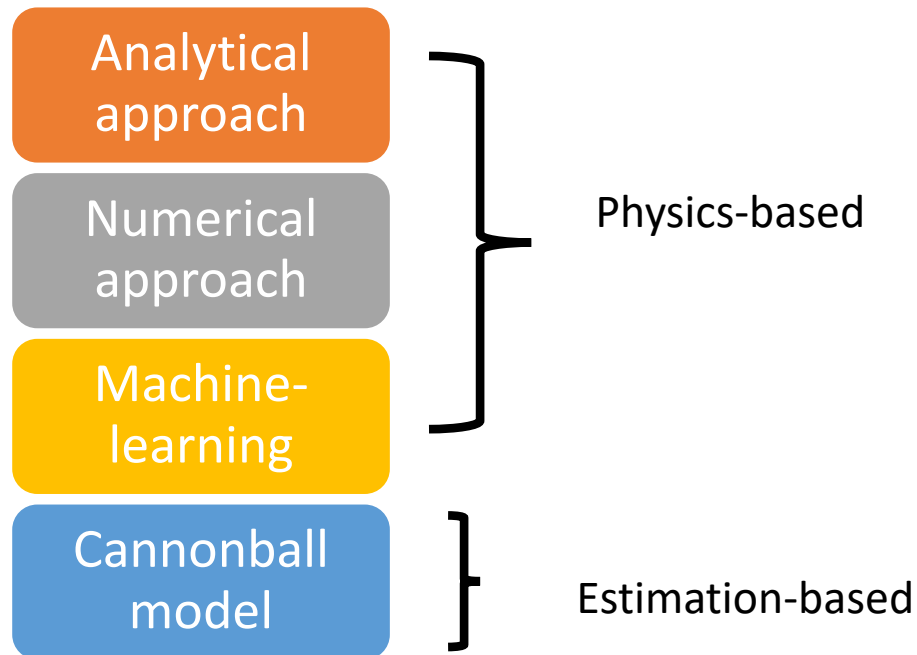 Analytical
approach
Numerical
approach
Physics-based
Machine-
learning
Cannonball
model
Estimation-based